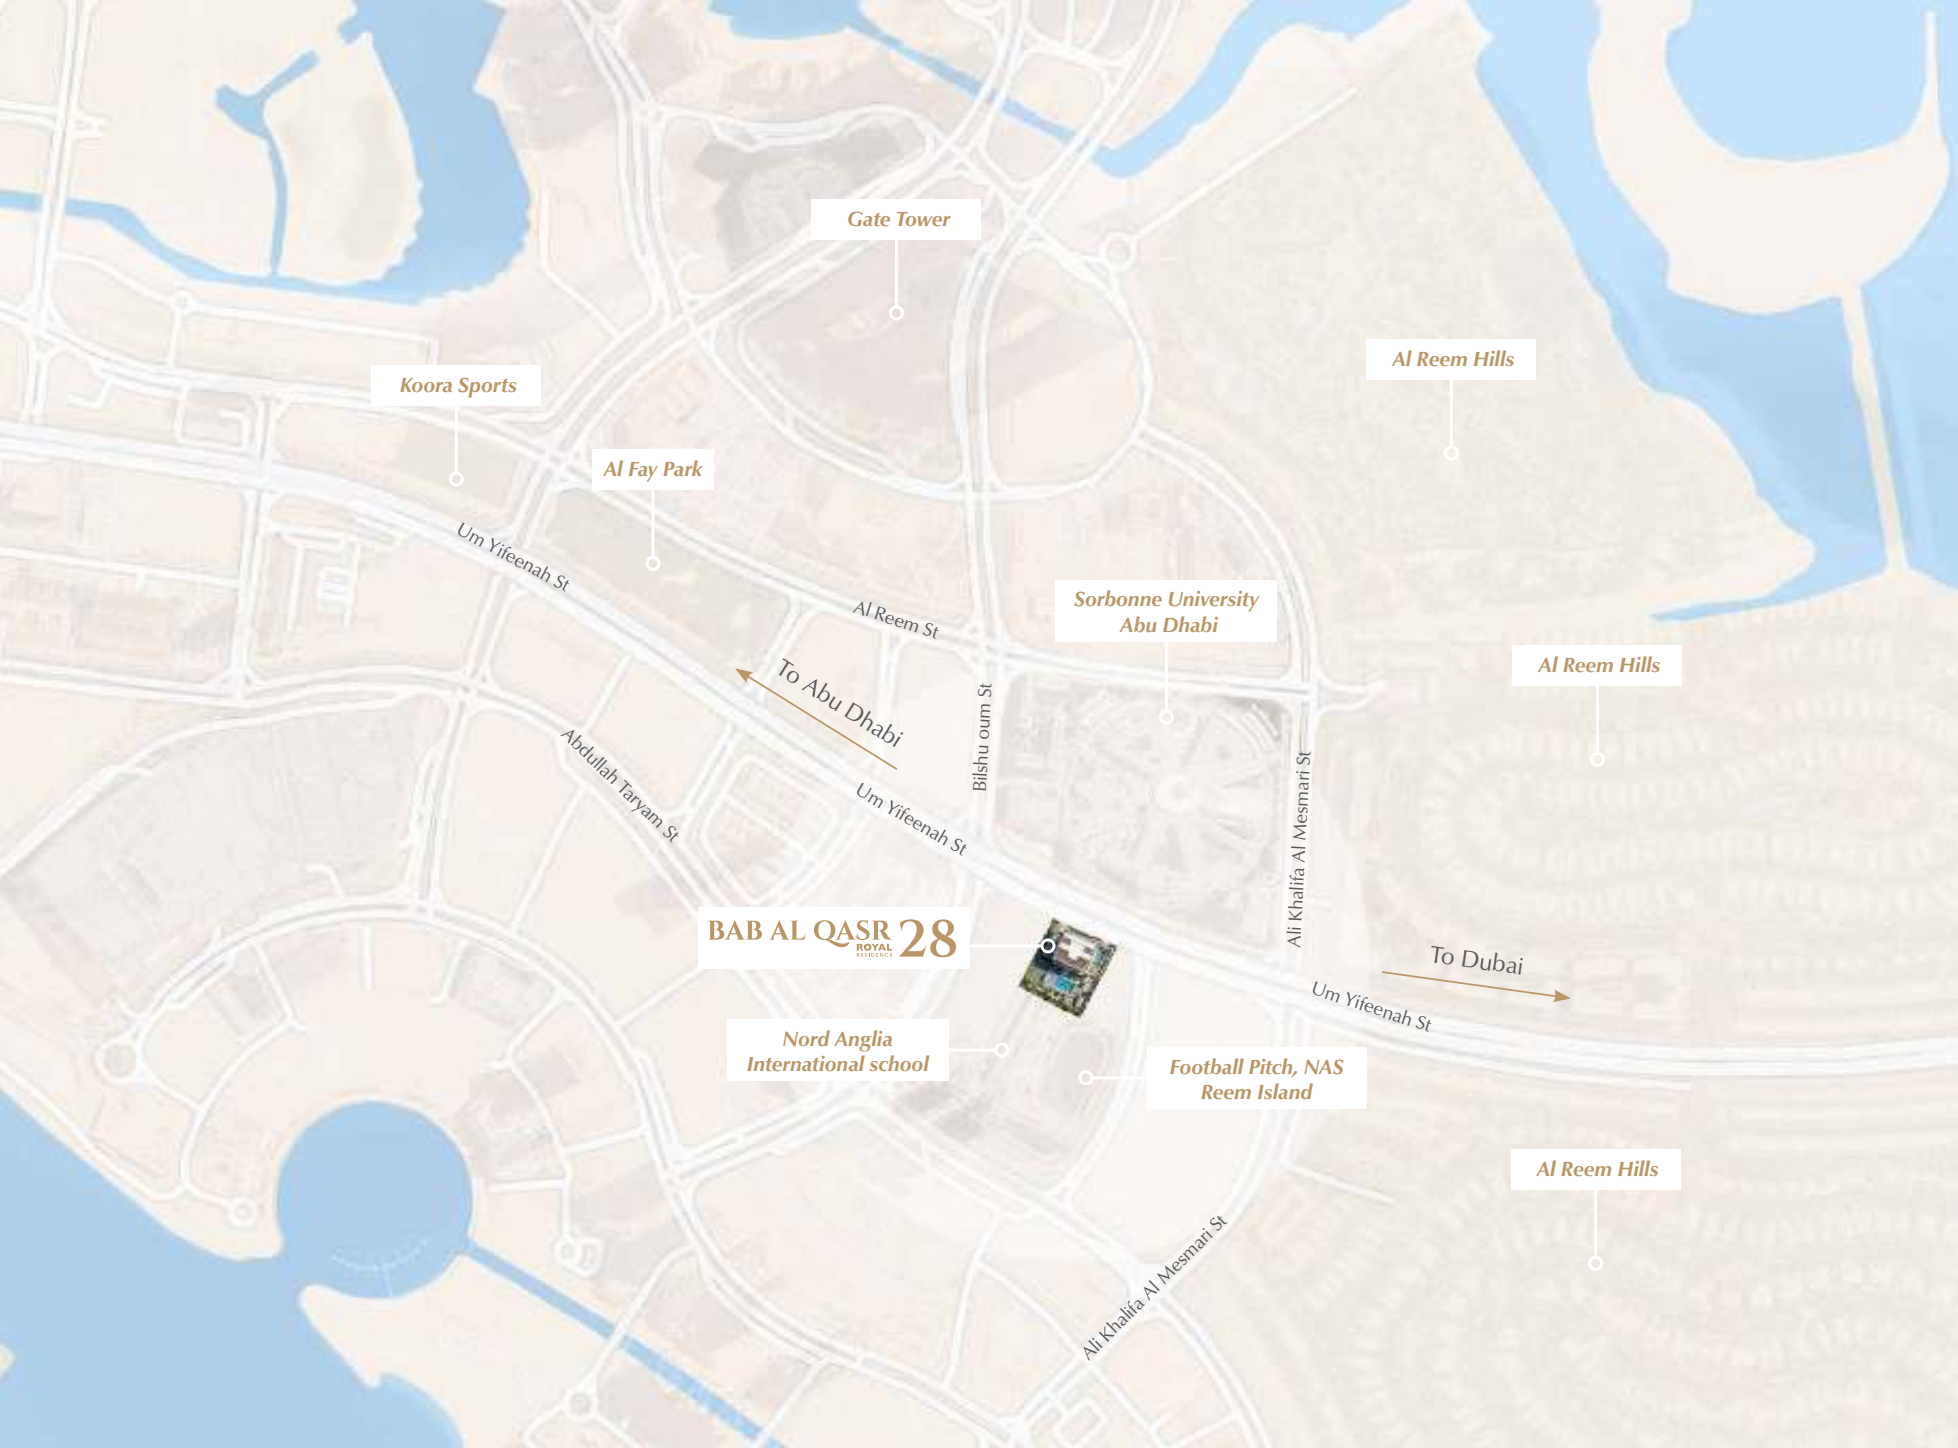 Gate Tower
Al Reem Hills
Koora Sports
Al Fay Park
Um Yifeenah St
Al Reem St
Sorbonne University
Abu Dhabi
Al Reem Hills
To Abu Dhabi
Bilshu oum St
Abdullah Taryam St
Um Yifeenah St
Ali Khalifa Al Mesmari St
BAB AL QASR 28
ROYAL
RESIDENCE
To Dubai
Um Yifeenah St
Nord Anglia
International school
Football Pitch, NAS
Reem Island
Al Reem Hills
Ali Khalifa Al Mesmari St